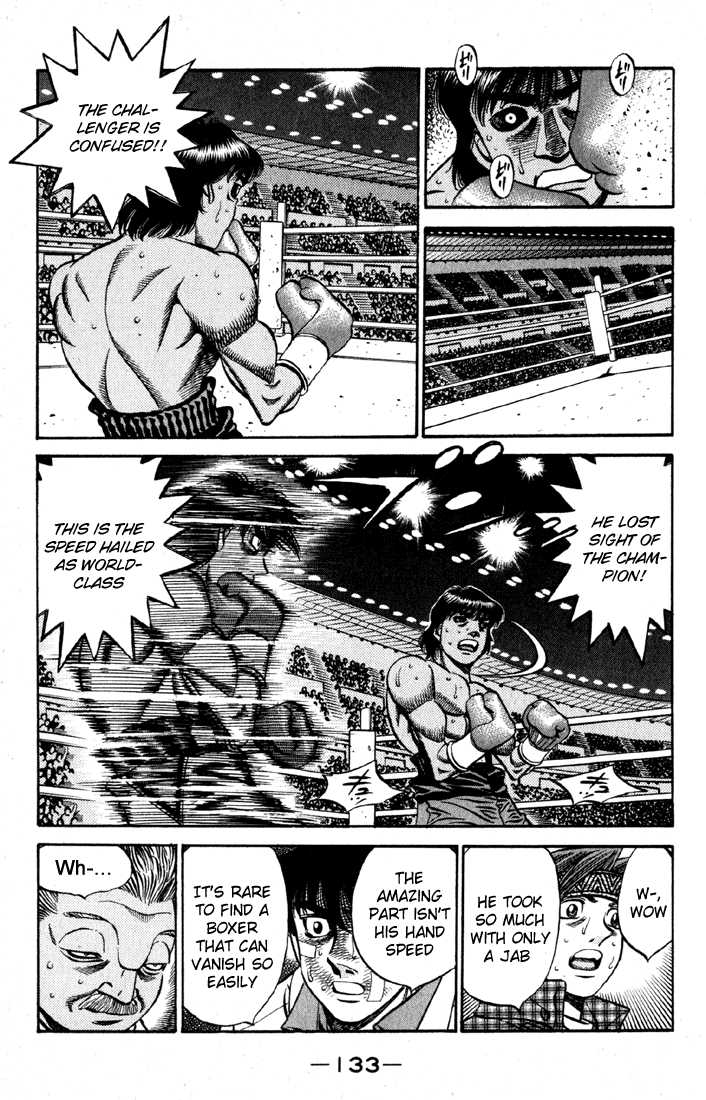 THE CHAL-
LENGER IS
CONFUSED!!
HE LOST
SIGHT OF
THE CHAM-
PION!
THIS IS THE
SPEED HAILED
AS WORLD-
CLASS
W-,
WOW
HE TOOK
SO MUCH
WITH ONLY
A JAB
THE
AMAZING
PART ISN'T
HIS HAND
SPEED
IT'S RARE
TO FIND A
BOXER
THAT CAN
VANISH SO
EASILY
Wh-...
—133—